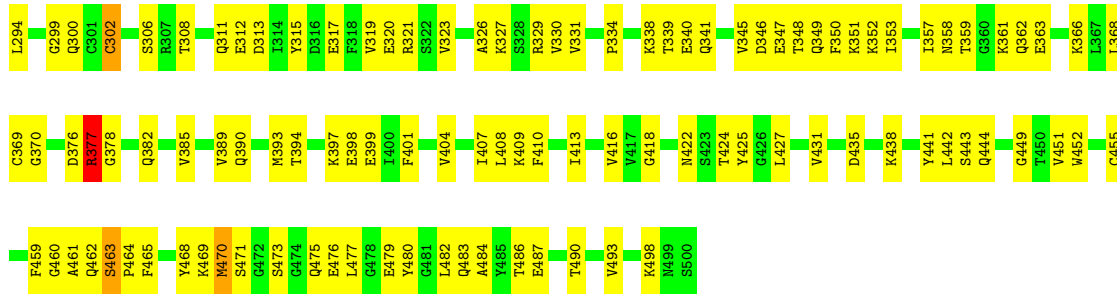 L294 G299 Q300 C301 C302 S306 R307 T308 Q311 E312 D313 I314 Y315 D316 E317 F318 V319 E320 R321 S322 V323 A326 K327 S328 R329 V330 V331 P334 K338 T339 E340 Q341 V345 D346 E347 T348 Q349 F350 K351 K352 I353 I357 N358 T359 G360 K361 Q362 E363 K366 L367 L368
C369 G370 D376 R377 G378 Q382 V385 V389 Q390 M393 T394 K397 E398 E399 I400 F401 V404 I407 L408 K409 F410 I413 V416 V417 G418 N422 S423 T424 Y425 G426 L427 V431 D435 K438 Y441 L442 S443 Q444 G449 T450 V451 W452 C455
F459 G460 A461 Q462 S463 P464 F465 Y468 K469 M470 S471 G472 S473 G474 Q475 E476 L477 G478 E479 Y480 G481 L482 Q483 A484 Y485 T486 E487 T490 V493 K498 N499 S500